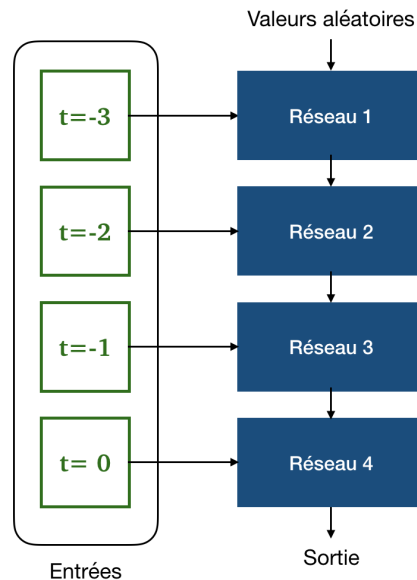 Valeurs aléatoires
t=-3
Réseau 1
t=-2
Réseau 2
t=-1
Réseau 3
t= 0
Réseau 4
Entrées
Sortie